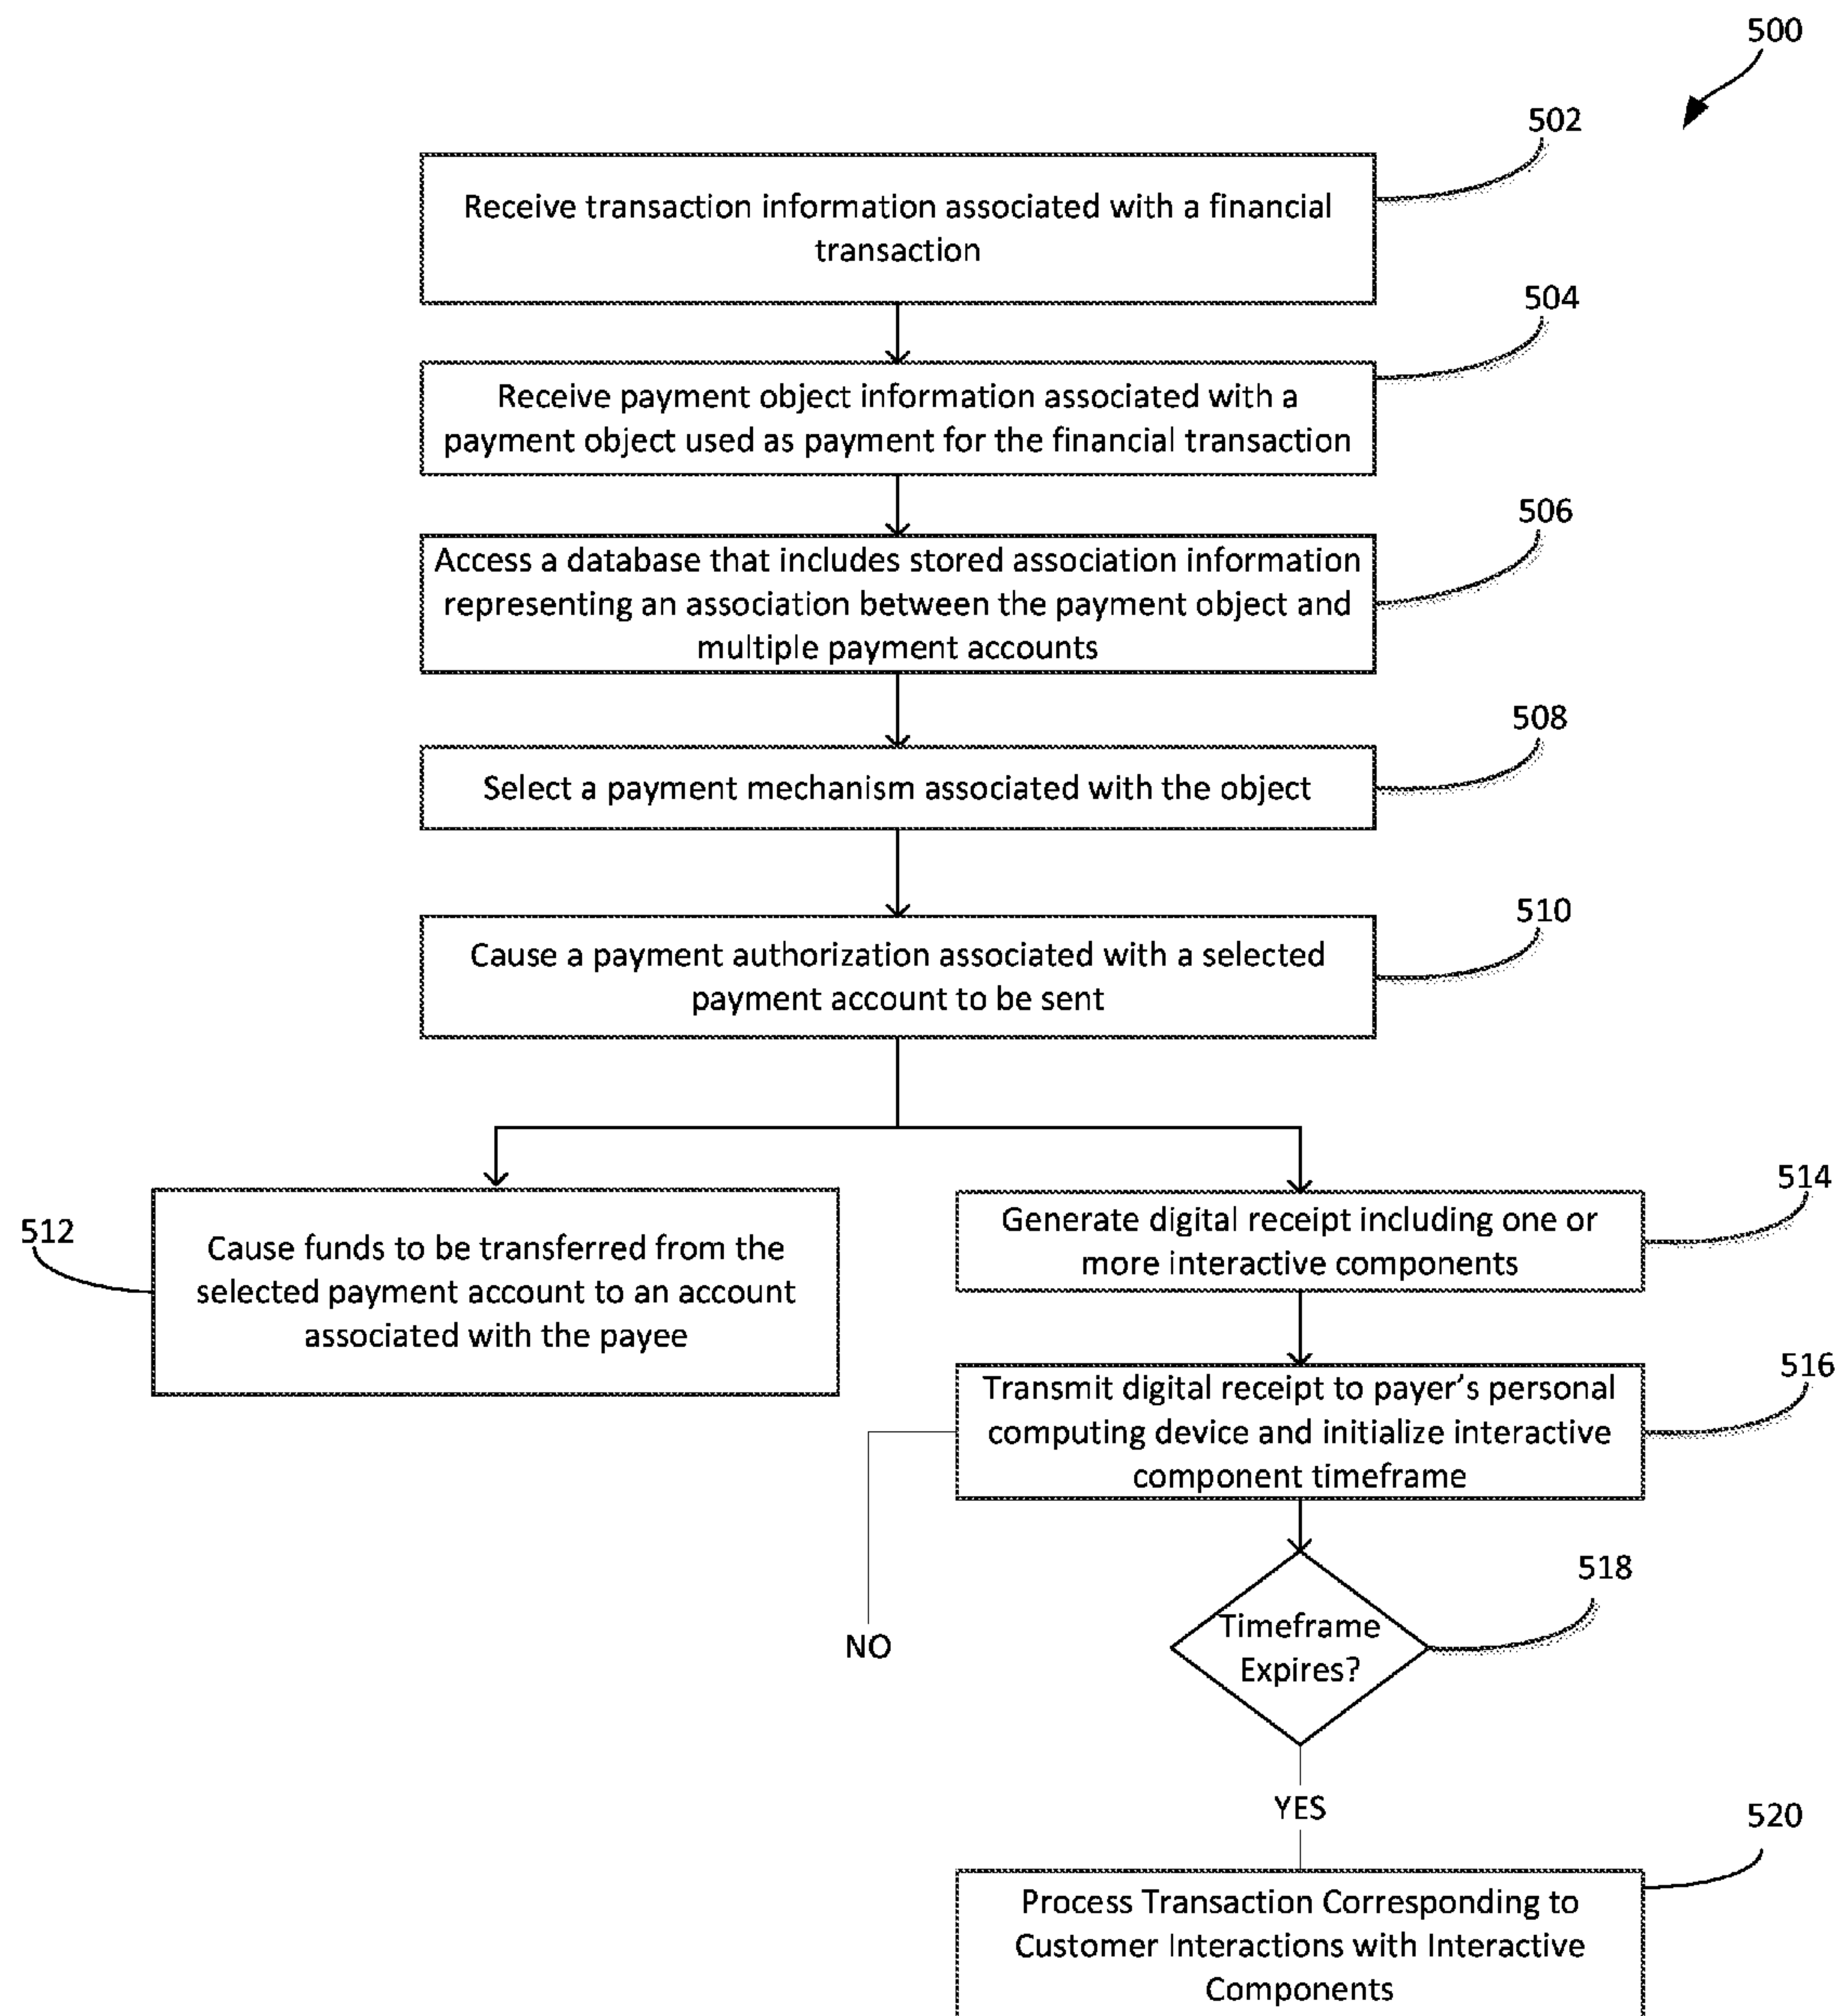 500
502
Receive transaction information associated with a financial
transaction
504
Receive payment object information associated with a
payment object used as payment for the financial transaction
506
Access a database that includes stored association information
representing an association between the payment object and
multiple payment accounts
508
Select a payment mechanism associated with the object
510
Cause a payment authorization associated with a selected
payment account to be sent
512
Cause funds to be transferred from the
selected payment account to an account
associated with the payee
514
Generate digital receipt including one or
more interactive components
516
Transmit digital receipt to payer’s personal
computing device and initialize interactive
component timeframe
518
Timeframe
Expires?
NO
YES
520
Process Transaction Corresponding to
Customer Interactions with Interactive
Components